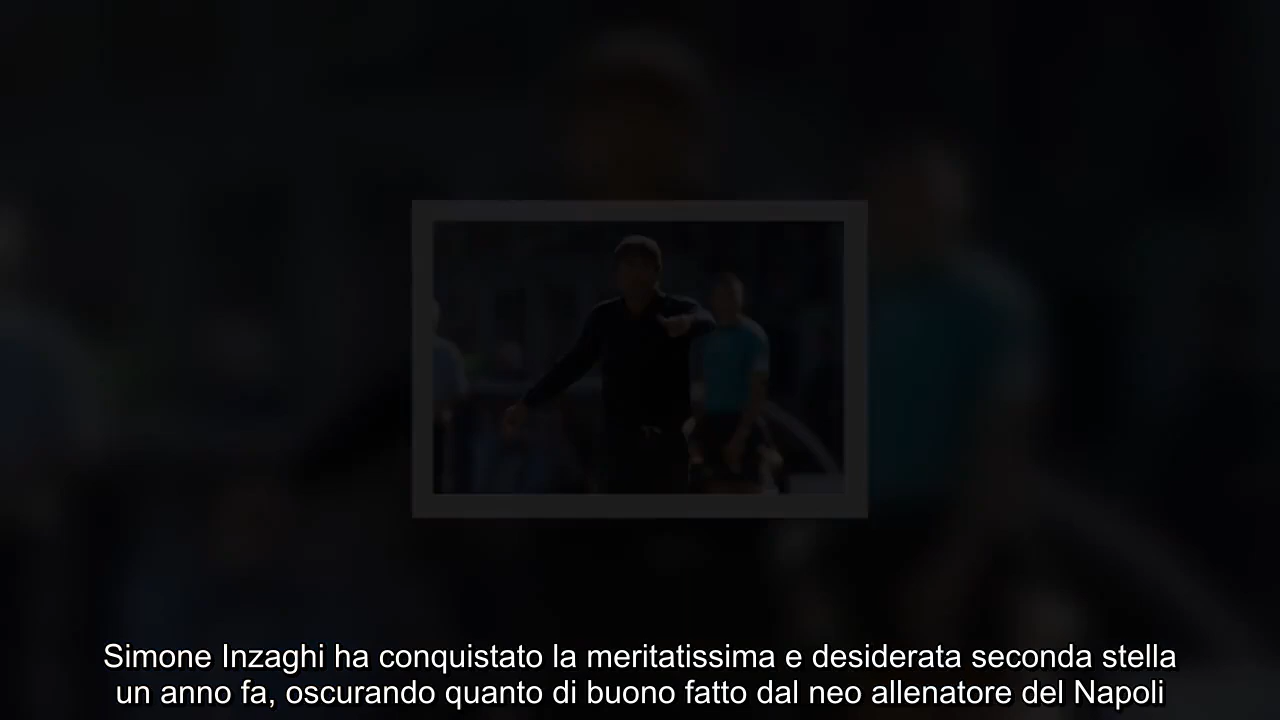 Simone Inzaghi ha conquistato la meritatissima e desiderata seconda stella
un anno fa, oscurando quanto di buono fatto dal neo allenatore del Napoli